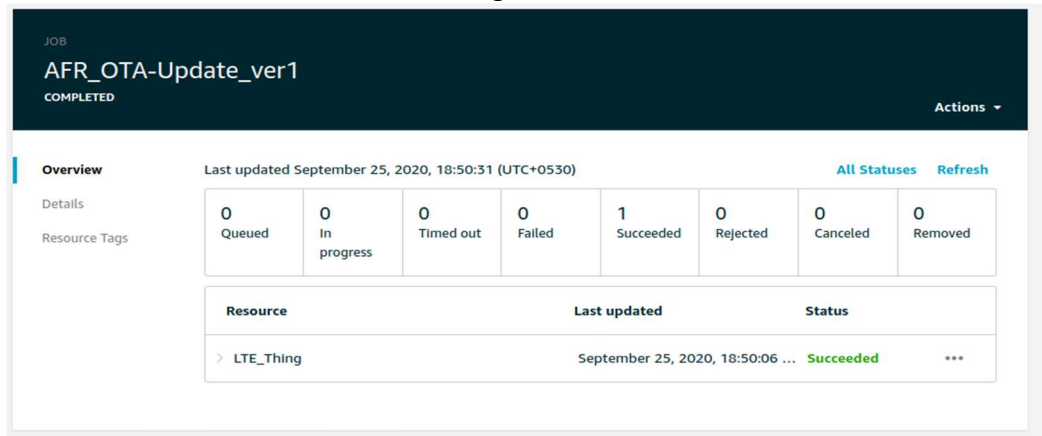 JOB
AFR_OTA-Update_ver1
COMPLETED
Actions
Overview
Details
Resource Tags
Last updated September 25, 2020, 18:50:31 (UTC+0530)
All Statuses Refresh
0 0 0 0 1 0 0 0
Queued In progress Timed out Failed Succeeded Rejected Canceled Removed
Resource Last updated Status
LTE_Thing September 25, 2020, 18:50:06 ... Succeeded